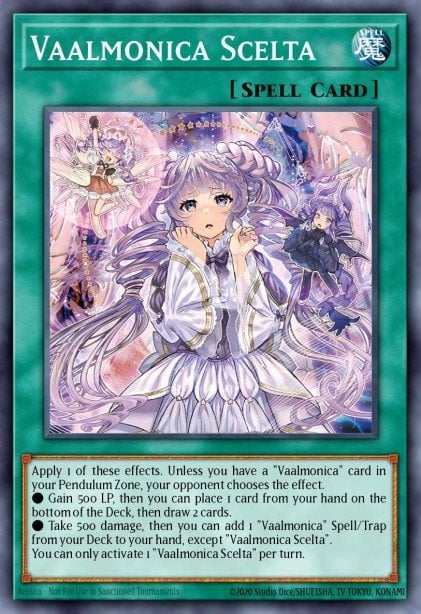 Vaalmonica Scelta
SPELL
魔
[Spell Card]
Apply 1 of these effects. Unless you have a "Vaalmonica" card in
your Pendulum Zone, your opponent chooses the effect.
● Gain 500 LP, then you can place 1 card from your hand on the
bottom of the Deck, then draw 2 cards.
● Take 500 damage, then you can add 1 "Vaalmonica" Spell/Trap
from your Deck to your hand, except "Vaalmonica Scelta".
You can only activate 1 "Vaalmonica Scelta" per turn.
Replica - Not For Use in Sanctioned Tournaments
©2020 Studio Dice/SHUEISHA, TV TOKYO, KONAMI